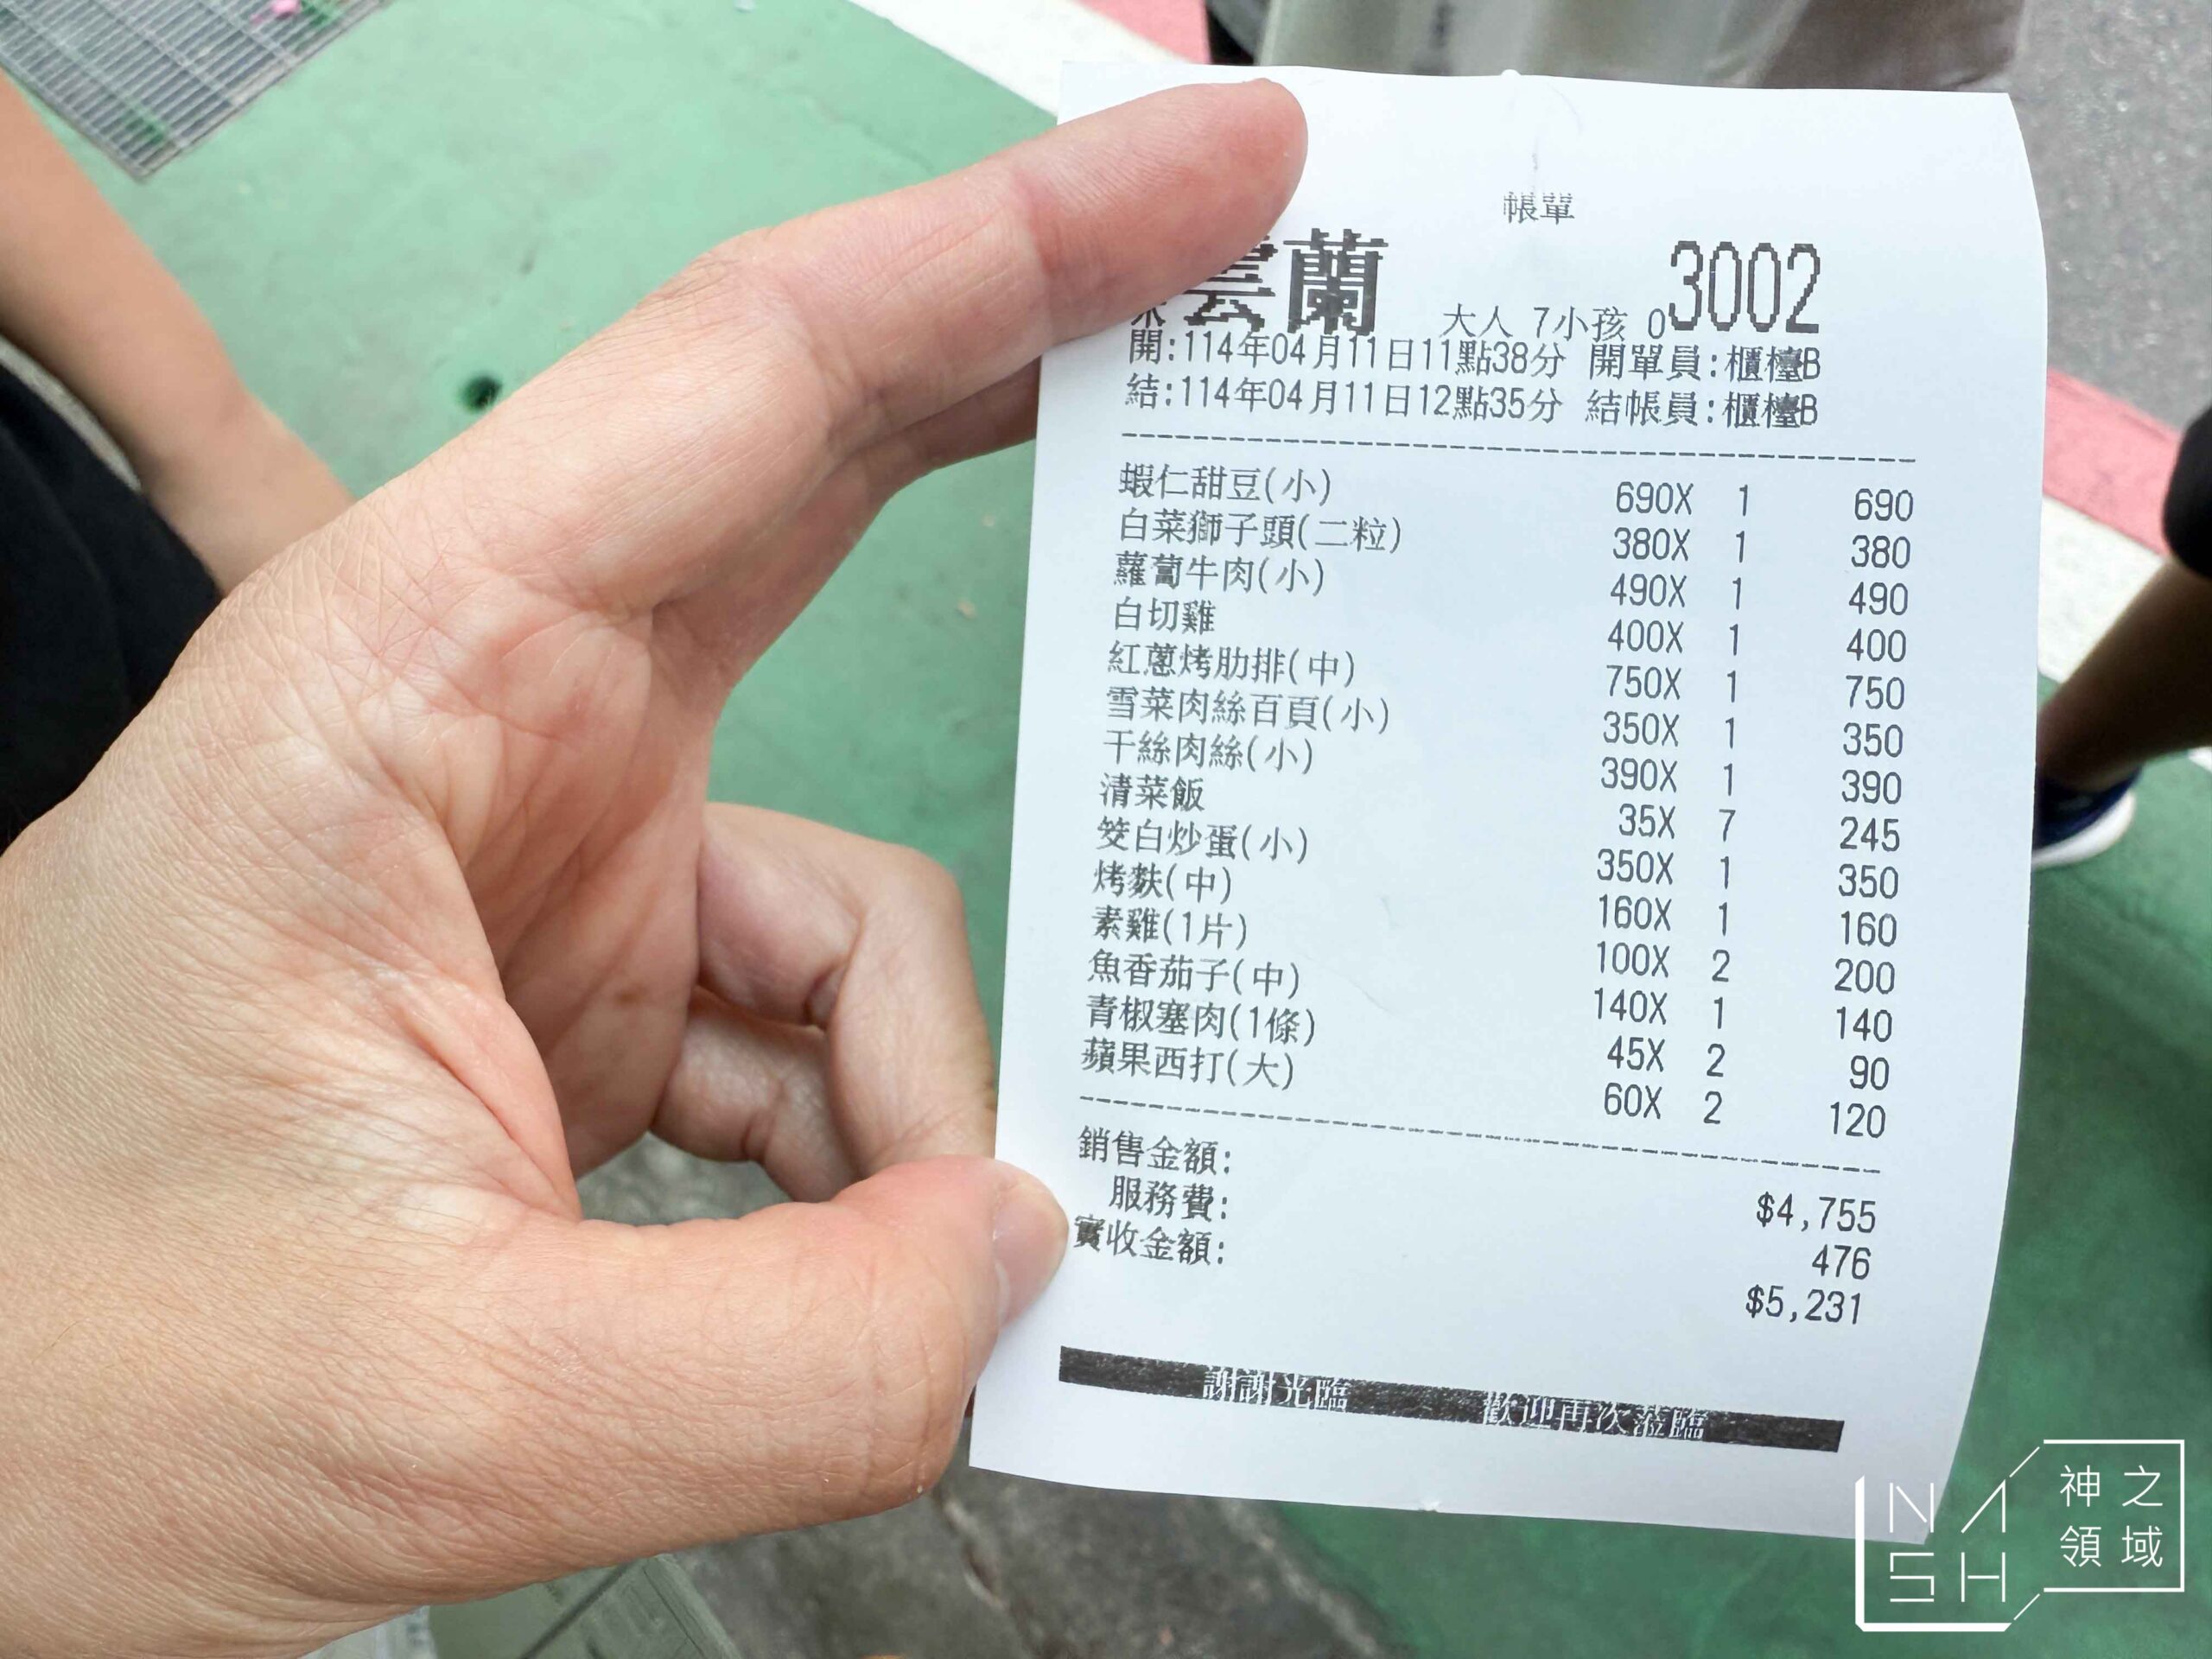 帳單
雲蘭
3002
大人 7小孩 0
開:114年04月11日11點38分 開單員:櫃檯B
結:114年04月11日12點35分 結帳員:櫃檯B
蝦仁甜豆(小) 690X 1 690
白菜獅子頭(二粒) 380X 1 380
蘿蔔牛肉(小) 490X 1 490
白切雞 400X 1 400
紅蔥烤肋排(中) 750X 1 750
雪菜肉絲百頁(小) 350X 1 350
干絲肉絲(小) 390X 1 390
清菜飯 35X 7 245
筊白炒蛋(小) 350X 1 350
烤麩(中) 160X 1 160
素雞(1片) 100X 2 200
魚香茄子(中) 140X 1 140
青椒塞肉(1條) 45X 2 90
蘋果西打(大) 60X 2 120
銷售金額: $4,755
服務費: 476
實收金額: $5,231
謝謝光臨 歡迎再次蒞臨
NASH
神之
領域